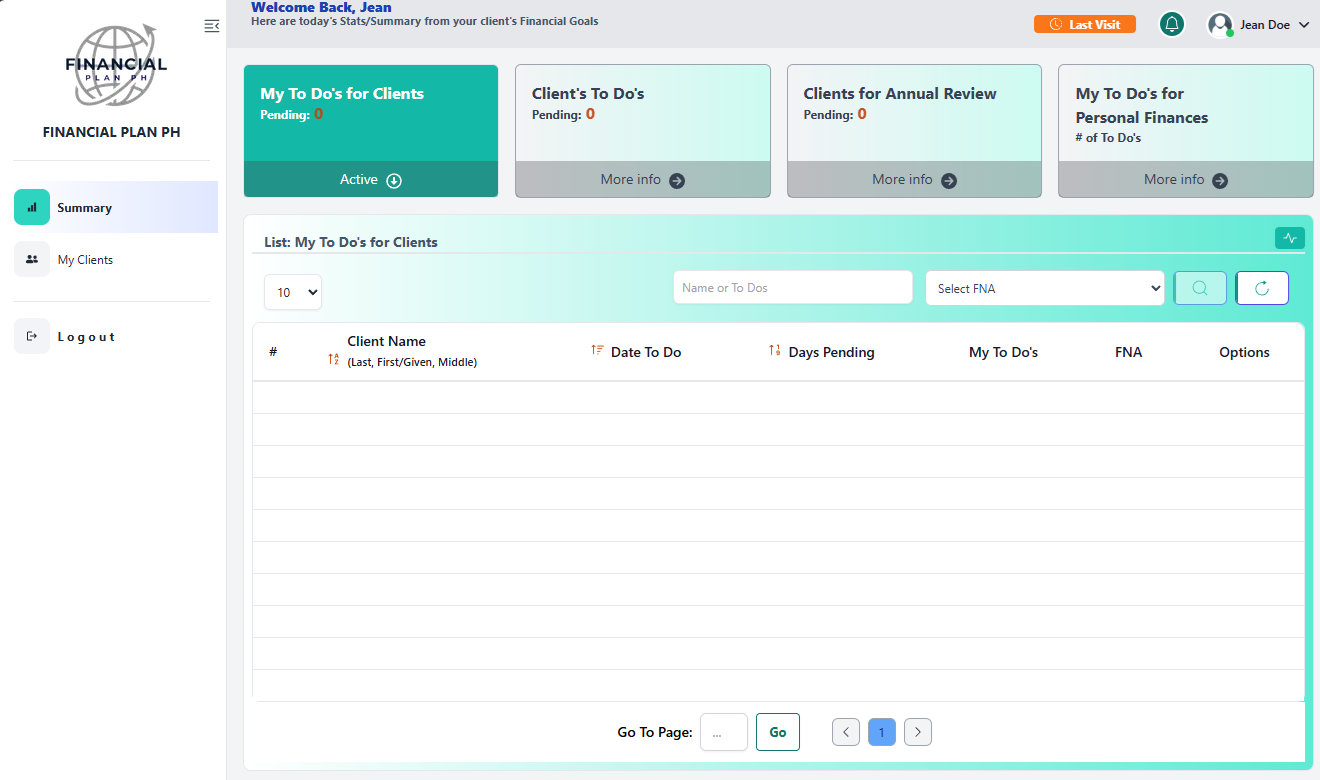 Welcome Back, Jean
Here are today's Stats/Summary from your client's Financial Goals
Last Visit
Jean Doe
FINANCIAL
PLAN PH
FINANCIAL PLAN PH
Summary
My Clients
Logout
My To Do's for Clients
Pending: 0
Active
Client's To Do's
Pending: 0
More info
Clients for Annual Review
Pending: 0
More info
My To Do's for
Personal Finances
# of To Do's
More info
List: My To Do's for Clients
10
Name or To Dos
Select FNA
#
Client Name
(Last, First/Given, Middle)
Date To Do
Days Pending
My To Do's
FNA
Options
Go To Page:
...
Go
1